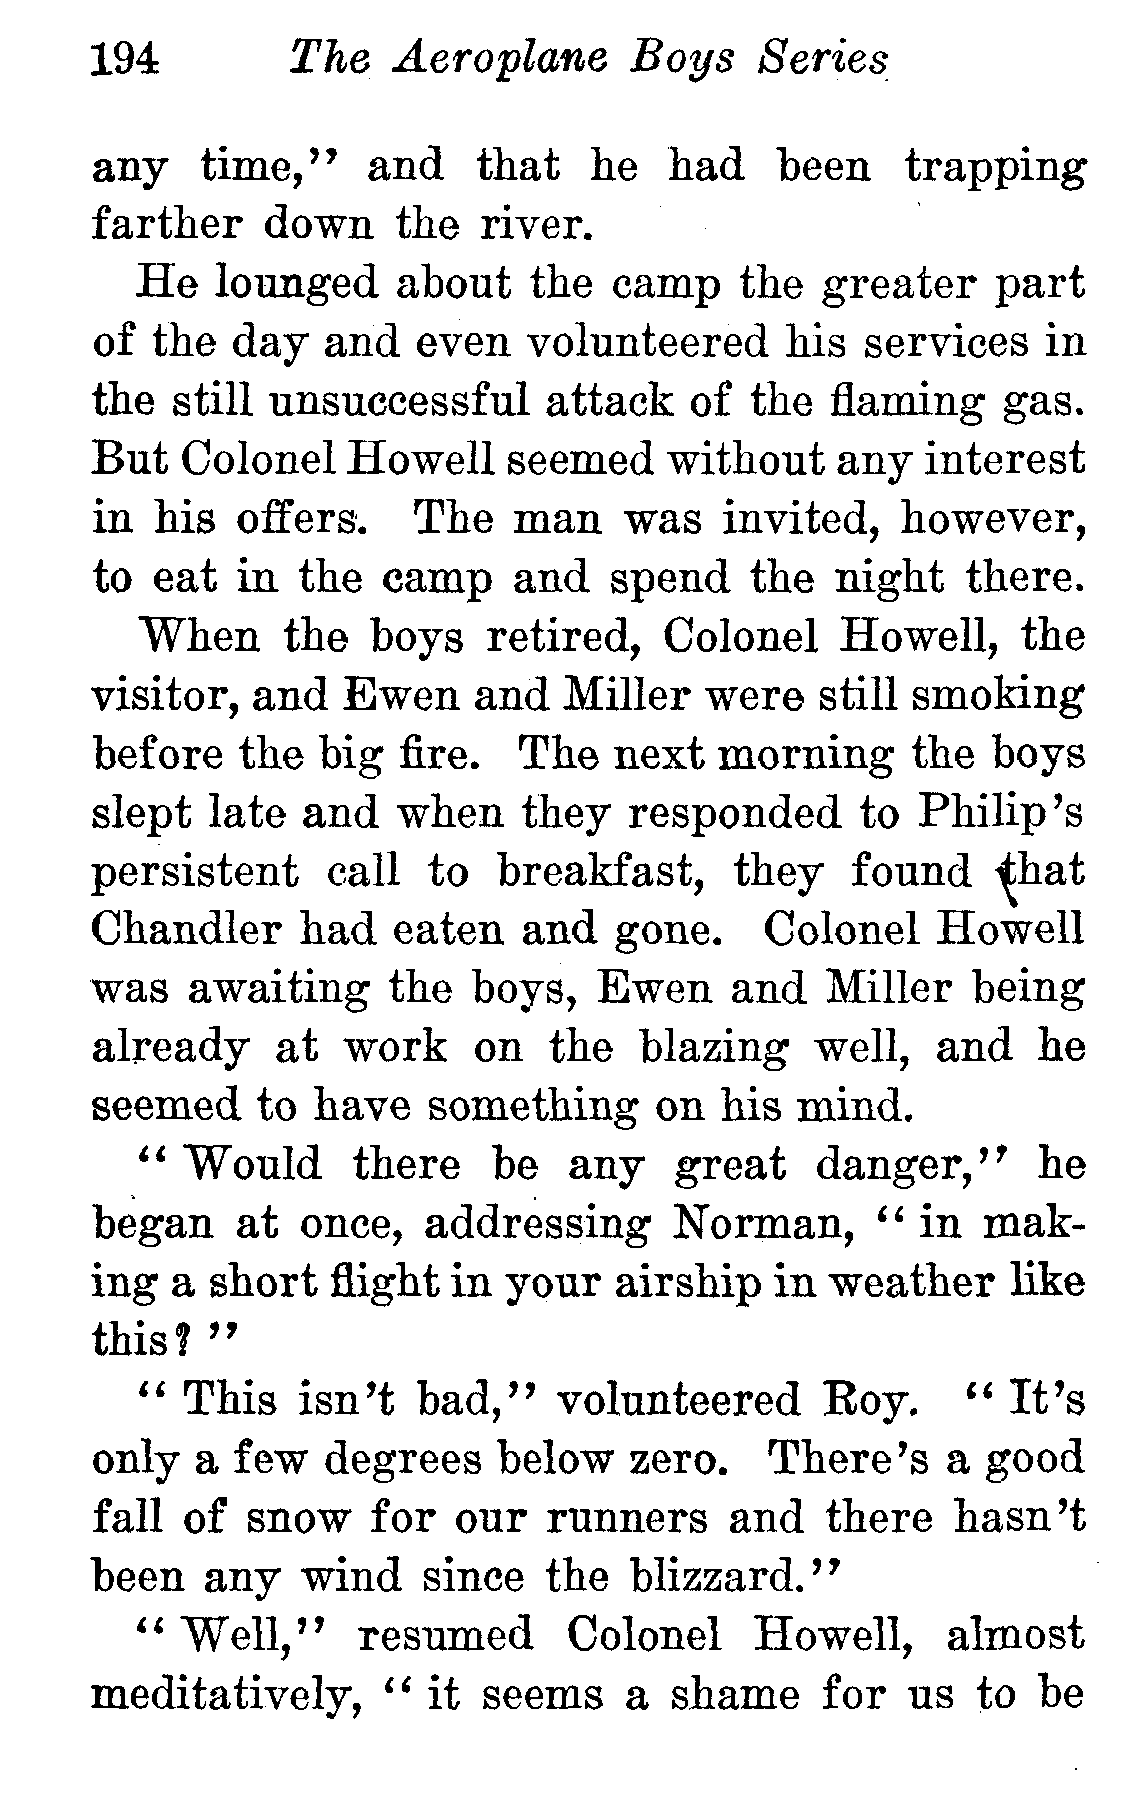 194 The Aeroplane Boys Series
any time," and that he had been trapping
farther down the river.
He lounged about the camp the greater part
of the day and even volunteered his services in
the still unsuccessful attack of the flaming gas.
But Colonel Howell seemed without any interest
in his offers. The man was invited, however,
to eat in the camp and spend the night there.
When the boys retired, Colonel Howell, the
visitor, and Ewen and Miller were still smoking
before the big fire. The next morning the boys
slept late and when they responded to Philip's
persistent call to breakfast, they found that
Chandler had eaten and gone. Colonel Howell
was awaiting the boys, Ewen and Miller being
already at work on the blazing well, and he
seemed to have something on his mind.
"Would there be any great danger," he
began at once, addressing Norman, "in mak-
ing a short flight in your airship in weather like
this?"
"This isn't bad," volunteered Roy. "It's
only a few degrees below zero. There's a good
fall of snow for our runners and there hasn't
been any wind since the blizzard."
"Well," resumed Colonel Howell, almost
meditatively, "it seems a shame for us to be